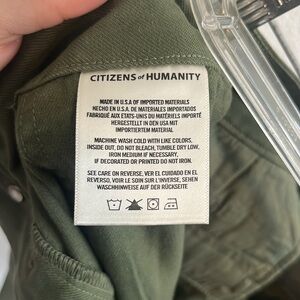 CITIZENS of HUMANITY
MADE IN U.S.A OF IMPORTED MATERIALS
HECHO EN U.S.A. DE MATERIALES IMPORTADOS
FABRIQUÉ AUX ETATS-UNIS DU MATÉRIELS IMPORTÉ
HERGESTELLT IN DEN USA MIT
IMPORTIERTEM MATERIAL
MACHINE WASH COLD WITH LIKE COLORS,
INSIDE OUT, DO NOT BLEACH, TUMBLE DRY LOW,
IRON MEDIUM IF NECESSARY,
IF DECORATED OR PRINTED DO NOT IRON.
SEE CARE ON REVERSE, VER EL CUIDADO EN EL
REVERSO, VOIR LE SOIN SUR L'INVERSE, SEHEN
WASCHHINWEISE AUF DER RÜCKSEITE